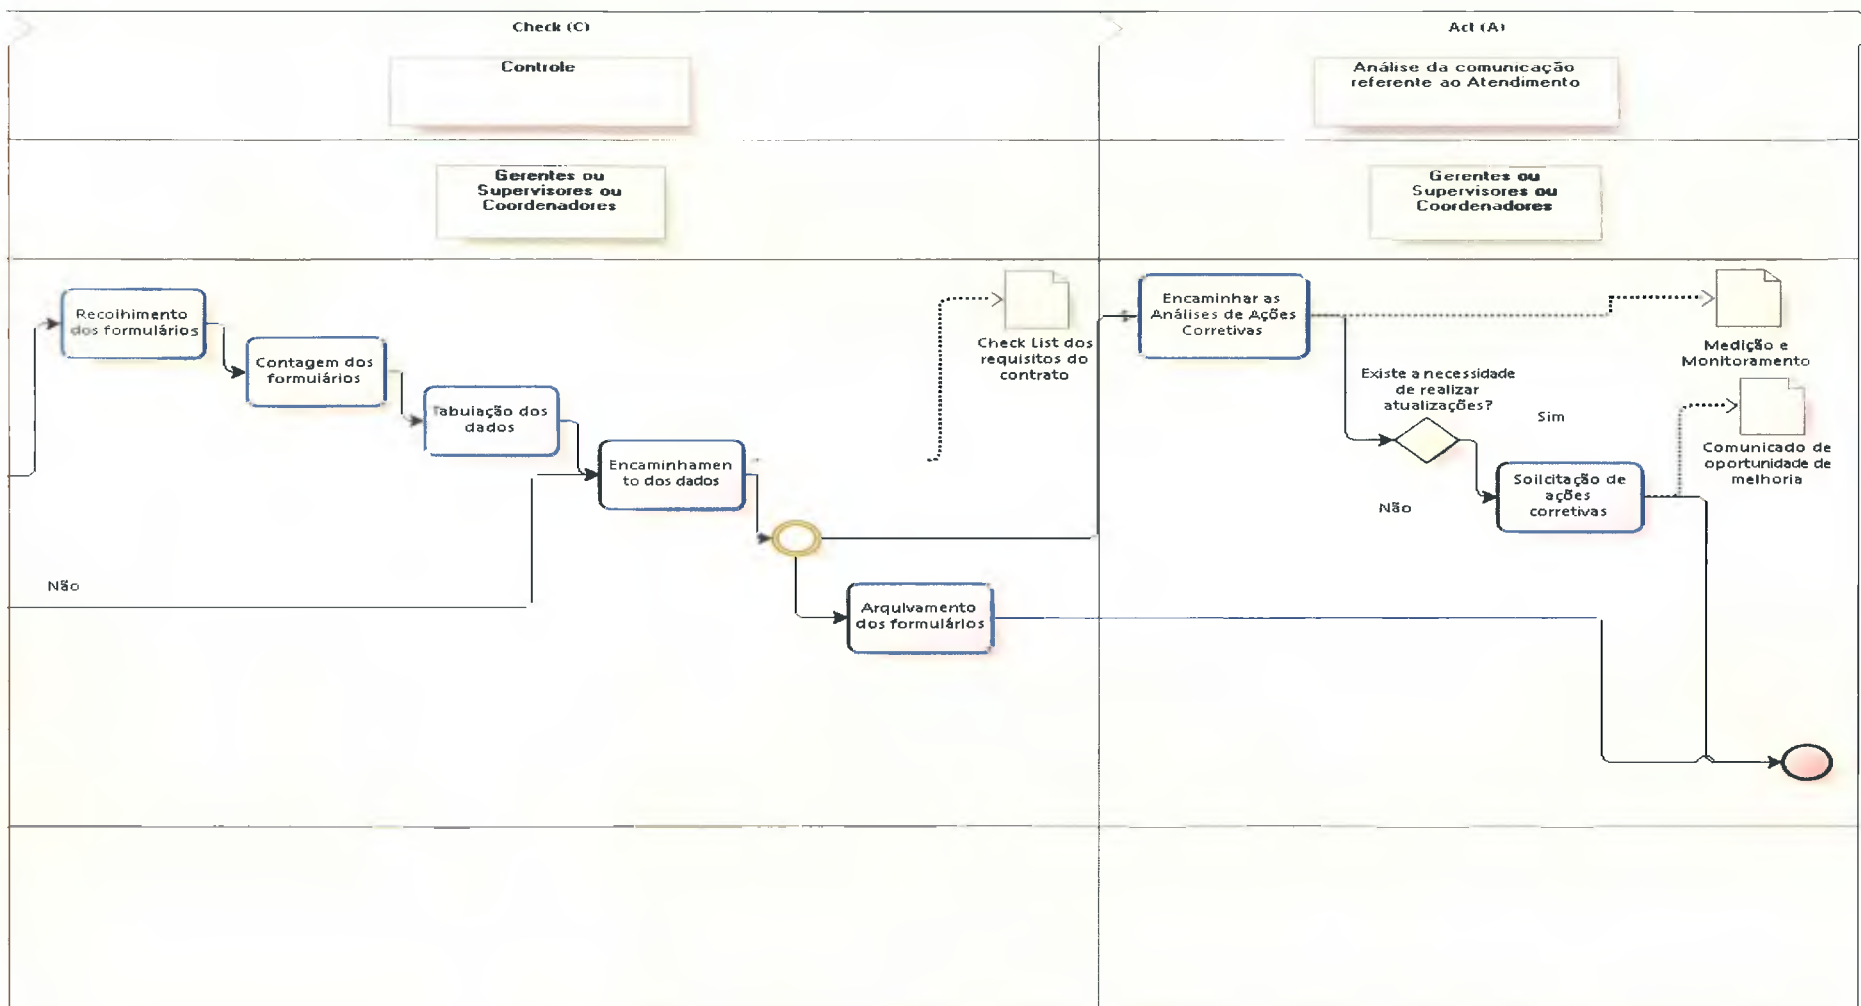 Check (C)
Act (A)
Controle
Análise da comunicação
referente ao Atendimento
Gerentes ou
Supervisores ou
Coordenadores
Gerentes ou
Supervisores ou
Coordenadores
Recolhimento
dos formulários
Contagem dos
formulários
Tabulação dos
dados
Encaminhamen
to dos dados
Check List dos
requisitos do
contrato
Não
Arquivamento
dos formulários
Encaminhar as
Análises de Ações
Corretivas
Medição e
Monitoramento
Existe a necessidade
de realizar
atualizações?
Sim
Não
Comunicado de
oportunidade de
melhoria
Solicitação de
ações
corretivas